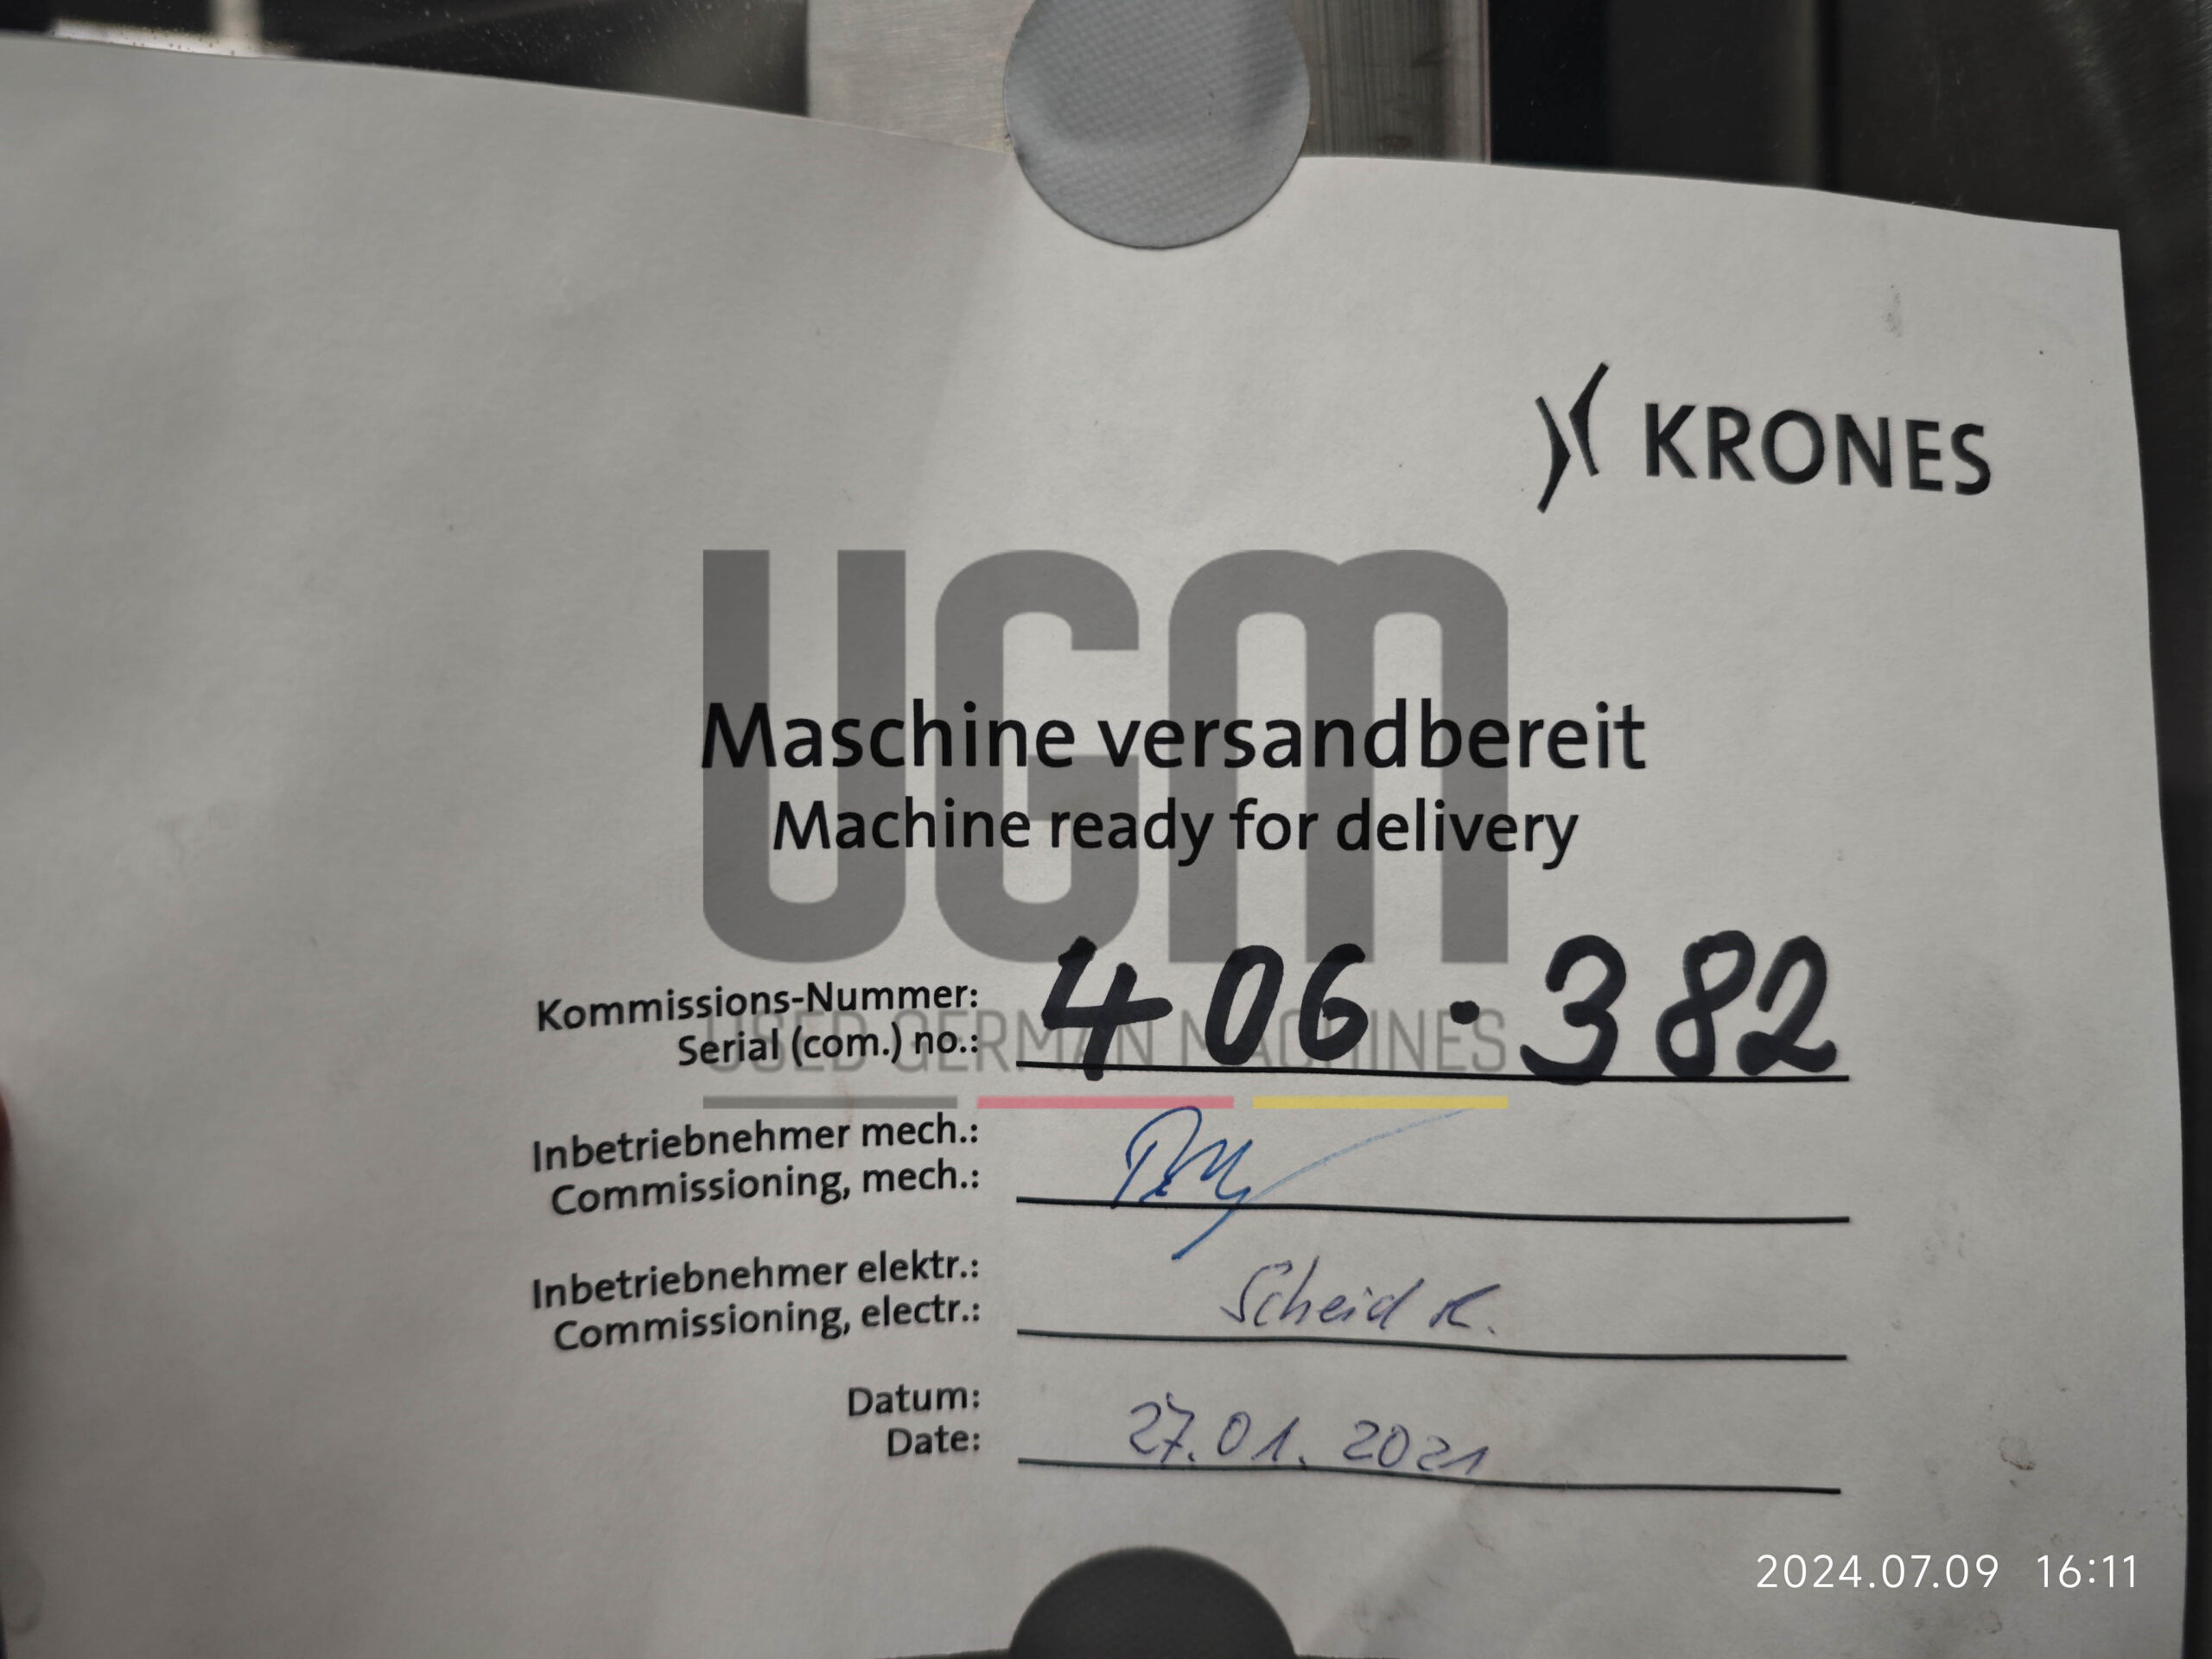 KRONES
UGM
Maschine versandbereit
Machine ready for delivery
Kommissions-Nummer:
Serial (com.) no.: 406.382
USED GERMAN MACHINES
Inbetriebnehmer mech.:
Commissioning, mech.:
Inbetriebnehmer elektr.:
Commissioning, electr.: Scheid K.
Datum:
Date: 27.01.2021
2024.07.09 16:11